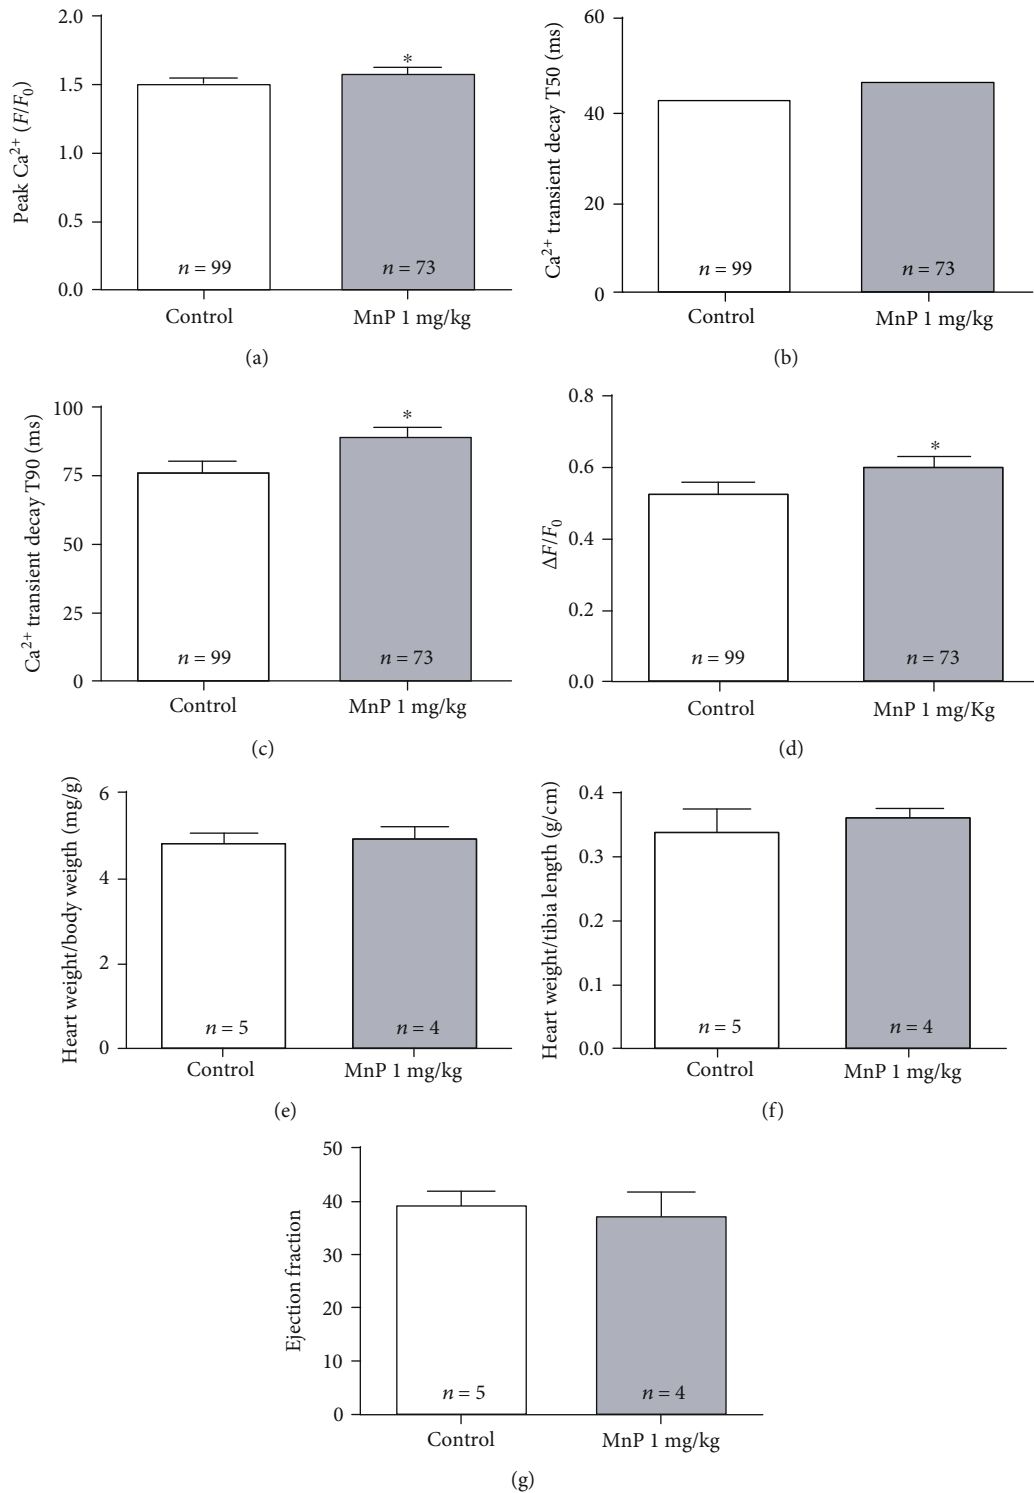 2.0
1.5
1.0
0.5
0.0
Peak Ca²⁺ (F/F₀)
*
n = 99
n = 73
Control
MnP 1 mg/kg
(a)
60
40
20
0
Ca²⁺ transient decay T50 (ms)
n = 99
n = 73
Control
MnP 1 mg/kg
(b)
100
75
50
25
0
Ca²⁺ transient decay T90 (ms)
*
n = 99
n = 73
Control
MnP 1 mg/kg
(c)
0.8
0.6
0.4
0.2
0.0
ΔF/F₀
*
n = 99
n = 73
Control
MnP 1 mg/Kg
(d)
6
4
2
0
Heart weight/body weigth (mg/g)
n = 5
n = 4
Control
MnP 1 mg/kg
(e)
0.4
0.3
0.2
0.1
0.0
Heart weight/tibia length (g/cm)
n = 5
n = 4
Control
MnP 1 mg/kg
(f)
50
40
30
20
10
0
Ejection fraction
n = 5
n = 4
Control
MnP 1 mg/kg
(g)